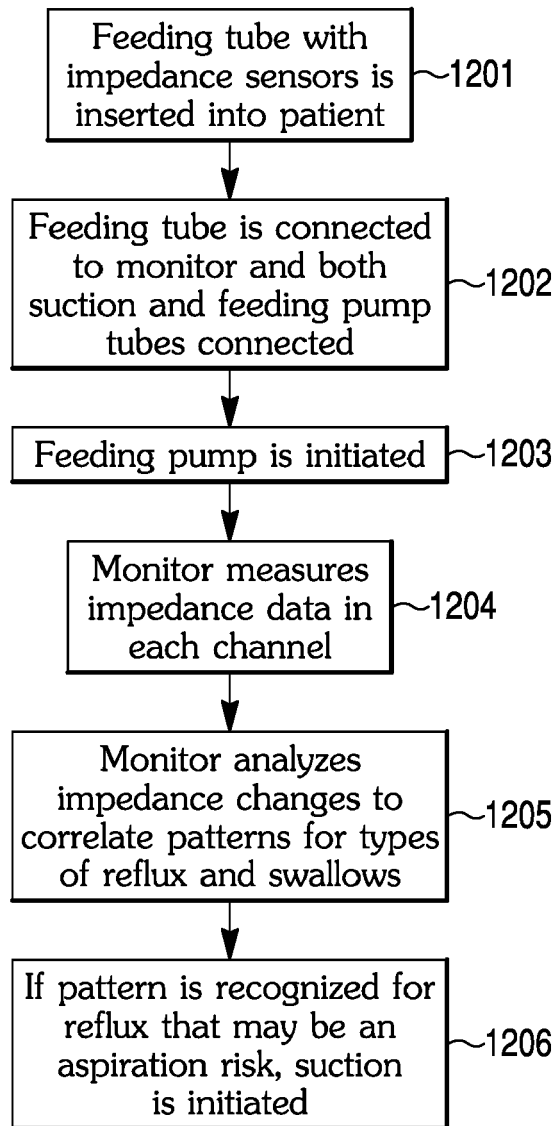 Feeding tube with
impedance sensors is
inserted into patient
1201
Feeding tube is connected
to monitor and both
suction and feeding pump
tubes connected
1202
Feeding pump is initiated
1203
Monitor measures
impedance data in
each channel
1204
Monitor analyzes
impedance changes to
correlate patterns for types
of reflux and swallows
1205
If pattern is recognized for
reflux that may be an
aspiration risk, suction
is initiated
1206